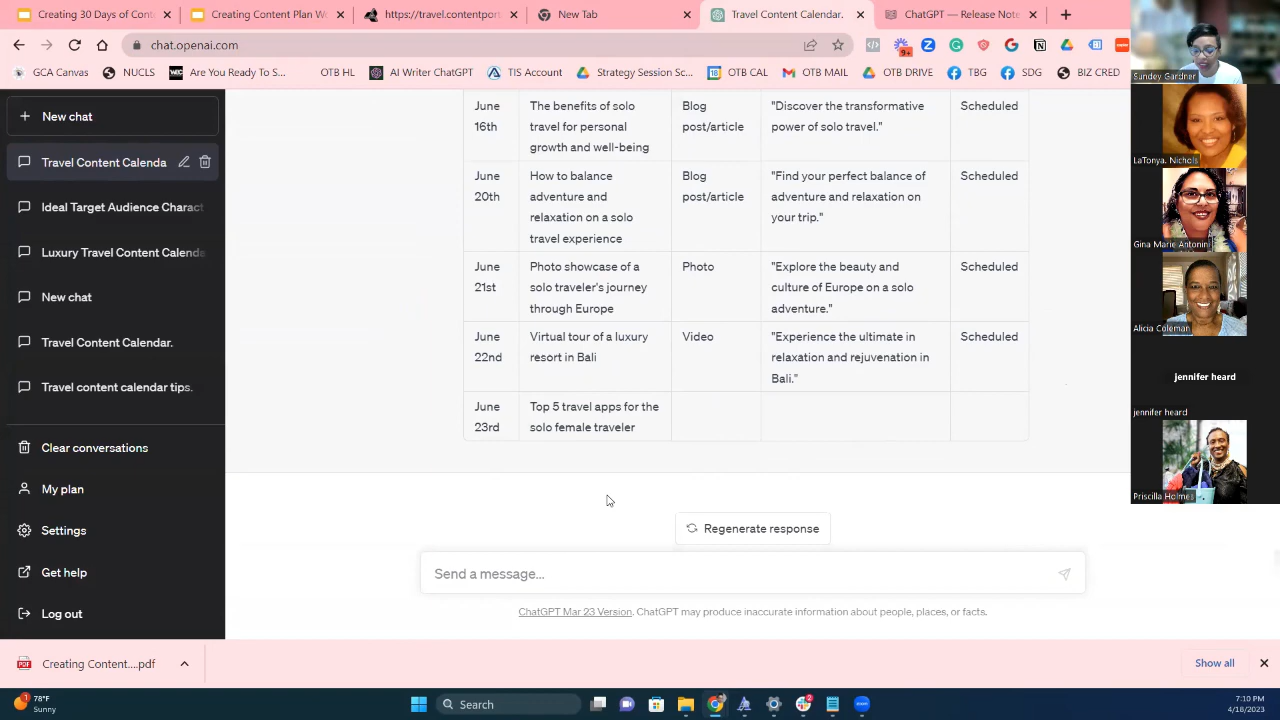 30 Days of Cont
Creating Content Plan Wo
https://travel.contentport
New Tab
Travel Content Calendar.
ChatGPT — Release Note
chat.openai.com
9+
GCA Canvas
NUCLS
Are You Ready To S...
OTB HL
AI Writer ChatGPT
TIS Account
Strategy Session Sc...
OTB CAL
OTB MAIL
OTB DRIVE
TBG
SDG
BIZ CRED
New chat
Travel Content Calenda
Ideal Target Audience Charact
Luxury Travel Content Calenda
New chat
Travel Content Calendar.
Travel content calendar tips.
Clear conversations
My plan
Settings
Get help
Log out
June
16th
The benefits of solo
travel for personal
growth and well-being
Blog
post/article
"Discover the transformative
power of solo travel."
Scheduled
June
20th
How to balance
adventure and
relaxation on a solo
travel experience
Blog
post/article
"Find your perfect balance of
adventure and relaxation on
your trip."
Scheduled
June
21st
Photo showcase of a
solo traveler's journey
through Europe
Photo
"Explore the beauty and
culture of Europe on a solo
adventure."
Scheduled
June
22nd
Virtual tour of a luxury
resort in Bali
Video
"Experience the ultimate in
relaxation and rejuvenation in
Bali."
Scheduled
June
23rd
Top 5 travel apps for the
solo female traveler
Regenerate response
Send a message...
ChatGPT Mar 23 Version. ChatGPT may produce inaccurate information about people, places, or facts.
Sundey Gardner
LaTonya. Nichols
Gina Marie Antonini
Alicia Coleman
jennifer heard
jennifer heard
Priscilla Holmes
Creating Content....pdf
Show all
78°F
Sunny
Search
7:10 PM
4/18/2023